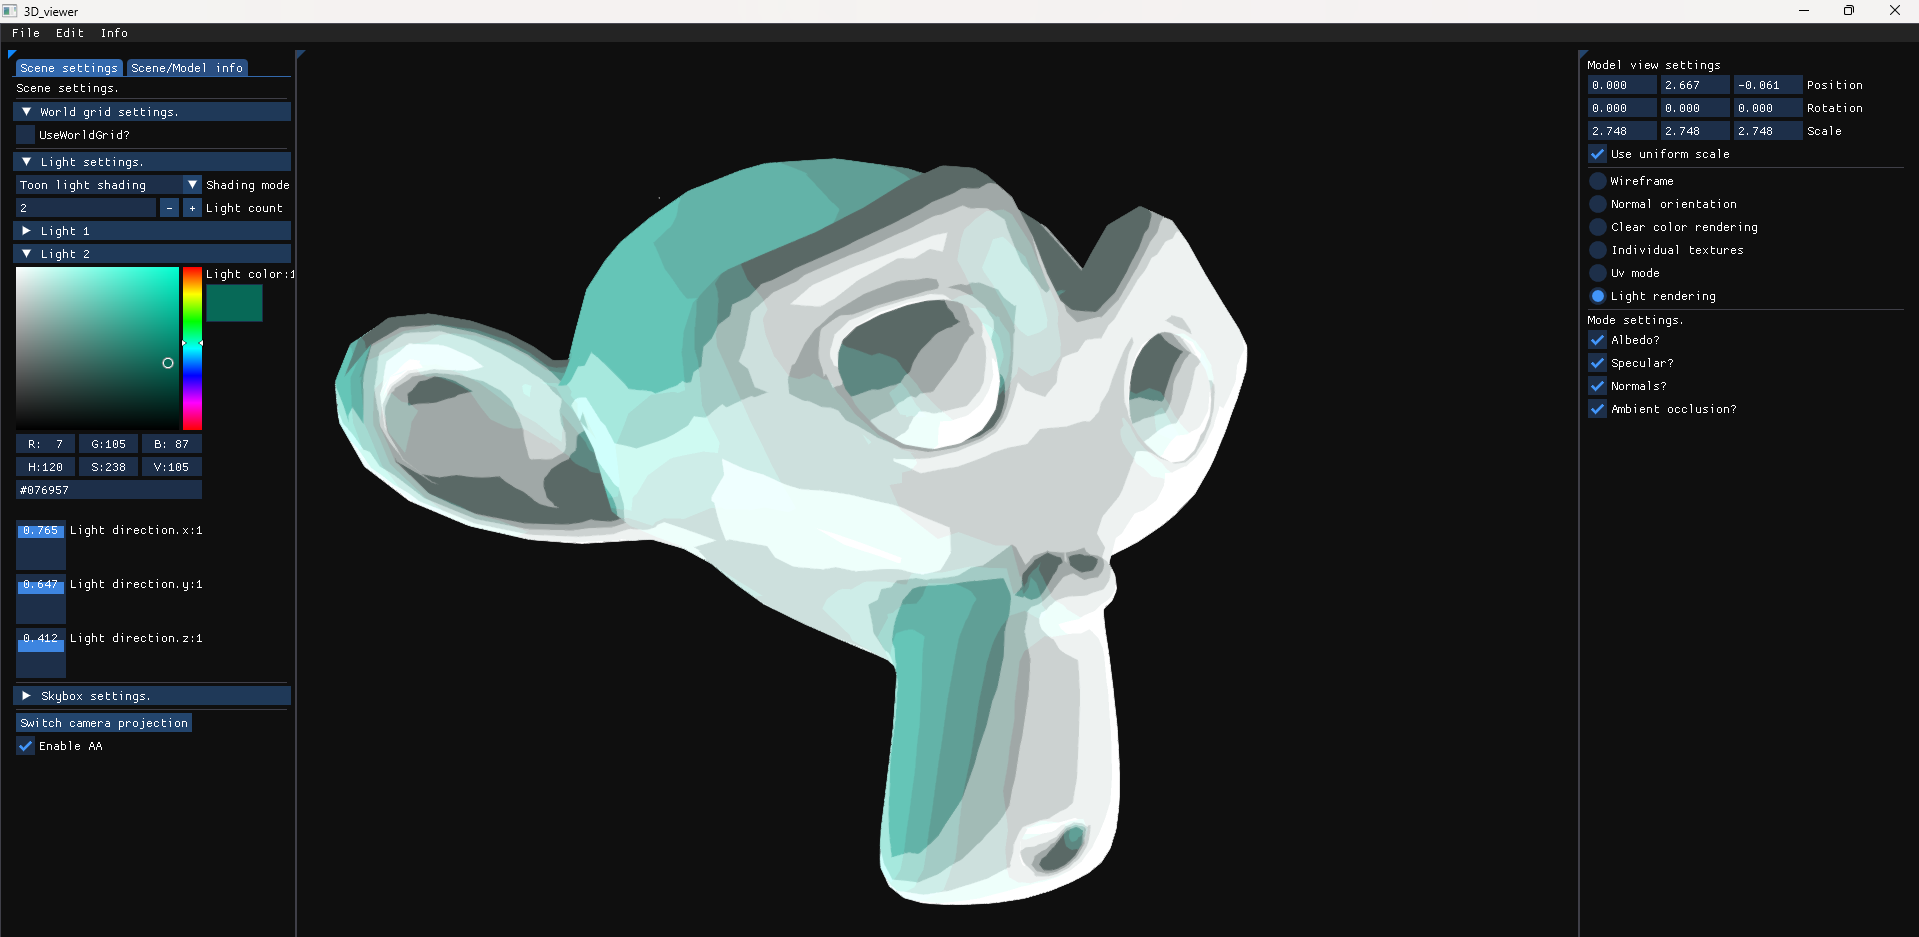 3D_viewer
File Edit Info
Scene settings Scene/Model info
Scene settings.
World grid settings.
UseWorldGrid?
Light settings.
Toon light shading Shading mode
2 - + Light count
Light 1
Light 2
Light color:1
R: 7 G:105 B: 87
H:120 S:238 V:105
#076957
0.765 Light direction.x:1
0.647 Light direction.y:1
0.412 Light direction.z:1
Skybox settings.
Switch camera projection
Enable AA
Model view settings
0.000 2.667 -0.061 Position
0.000 0.000 0.000 Rotation
2.748 2.748 2.748 Scale
Use uniform scale
Wireframe
Normal orientation
Clear color rendering
Individual textures
Uv mode
Light rendering
Mode settings.
Albedo?
Specular?
Normals?
Ambient occlusion?